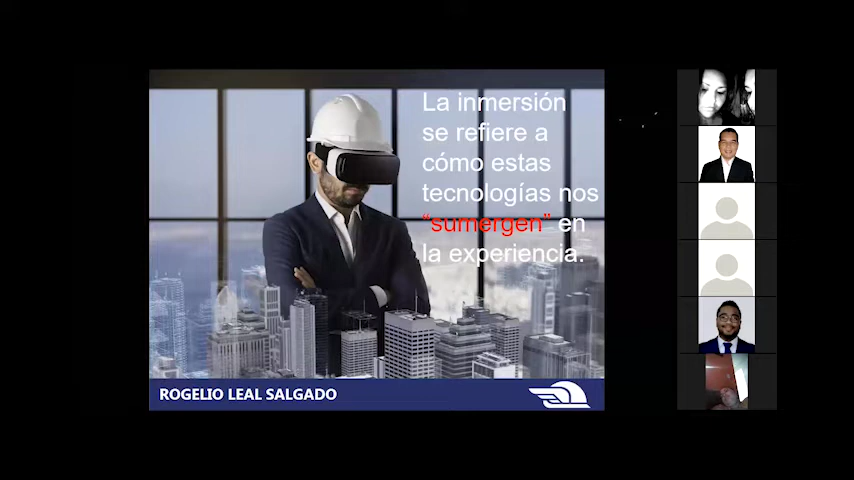 La inmersión
se refiere a
cómo estas
tecnologías nos
“sumergen” en
la experiencia.
ROGELIO LEAL SALGADO